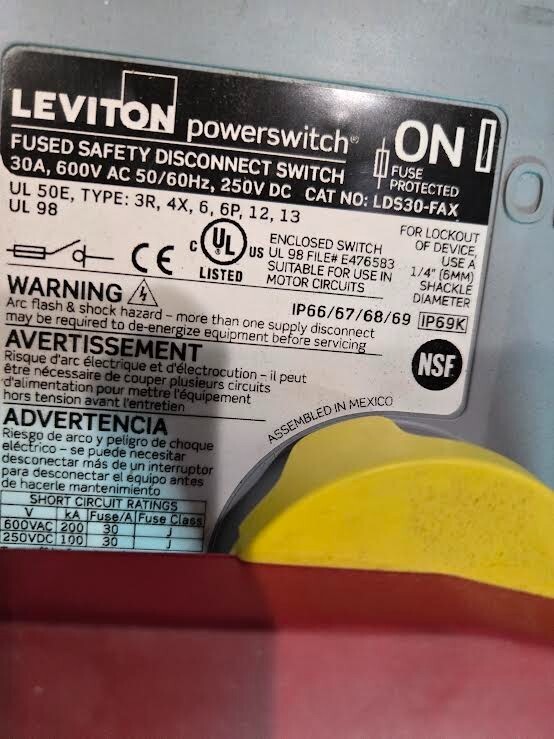 LEVITON powerswitch®
FUSED SAFETY DISCONNECT SWITCH
30A, 600V AC 50/60Hz, 250V DC CAT NO: LDS30-FAX
ON
FUSE
PROTECTED
UL 50E, TYPE: 3R, 4X, 6, 6P, 12, 13
UL 98
CE
C UL US
LISTED
ENCLOSED SWITCH
UL 98 FILE# E476583
SUITABLE FOR USE IN
MOTOR CIRCUITS
FOR LOCKOUT
OF DEVICE,
USE A
1/4" (6MM)
SHACKLE
DIAMETER
IP66/67/68/69 IP69K
NSF
WARNING
Arc flash & shock hazard – more than one supply disconnect
may be required to de-energize equipment before servicing
AVERTISSEMENT
Risque d'arc électrique et d'électrocution – il peut
être nécessaire de couper plusieurs circuits
d'alimentation pour mettre l'équipement
hors tension avant l'entretien
ADVERTENCIA
Riesgo de arco y peligro de choque
eléctrico – se puede necesitar
desconectar más de un interruptor
para desconectar el equipo antes
de hacerle mantenimiento
ASSEMBLED IN MEXICO
SHORT CIRCUIT RATINGS
V kA Fuse/A Fuse Class
600VAC 200 30 J
250VDC 100 30 J